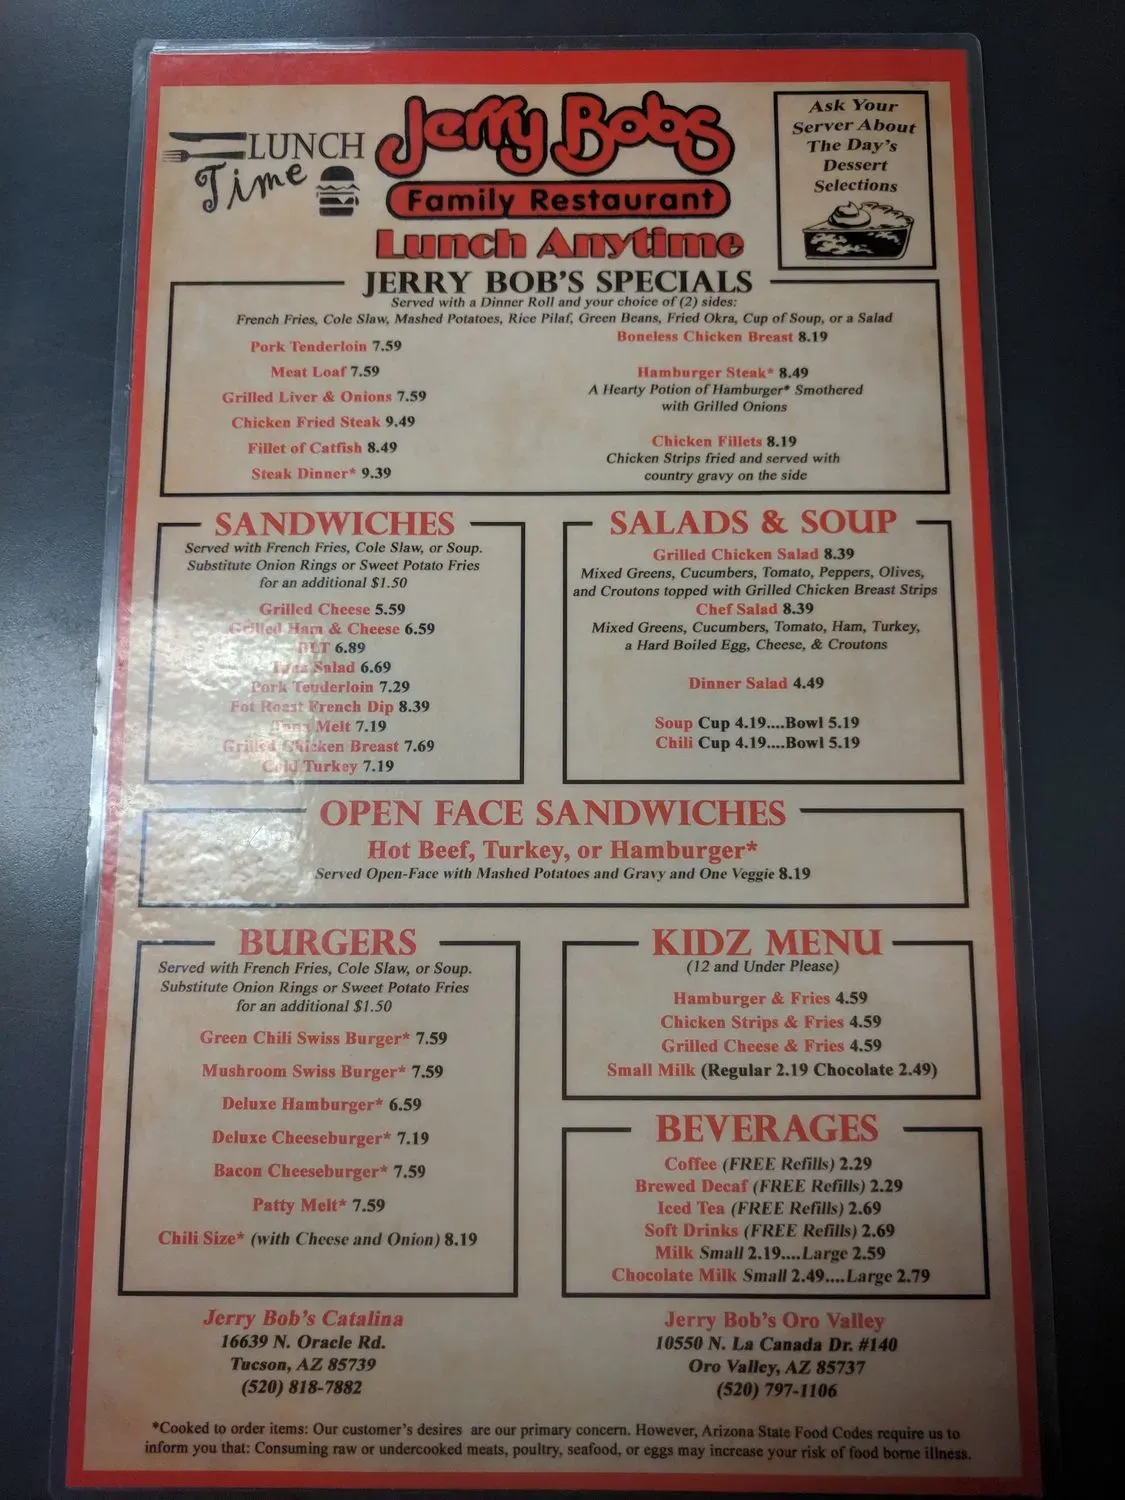 LUNCH
Time
Jerry Bobs
Family Restaurant
Lunch Anytime
Ask Your
Server About
The Day's
Dessert
Selections
JERRY BOB'S SPECIALS
Served with a Dinner Roll and your choice of (2) sides:
French Fries, Cole Slaw, Mashed Potatoes, Rice Pilaf, Green Beans, Fried Okra, Cup of Soup, or a Salad
Pork Tenderloin 7.59
Meat Loaf 7.59
Grilled Liver & Onions 7.59
Chicken Fried Steak 9.49
Fillet of Catfish 8.49
Steak Dinner* 9.39
Boneless Chicken Breast 8.19
Hamburger Steak* 8.49
A Hearty Potion of Hamburger* Smothered
with Grilled Onions
Chicken Fillets 8.19
Chicken Strips fried and served with
country gravy on the side
SANDWICHES
Served with French Fries, Cole Slaw, or Soup.
Substitute Onion Rings or Sweet Potato Fries
for an additional $1.50
Grilled Cheese 5.59
Grilled Ham & Cheese 6.59
BLT 6.89
Tuna Salad 6.69
Pork Tenderloin 7.29
Pot Roast French Dip 8.39
Tuna Melt 7.19
Grilled Chicken Breast 7.69
Cold Turkey 7.19
SALADS & SOUP
Grilled Chicken Salad 8.39
Mixed Greens, Cucumbers, Tomato, Peppers, Olives,
and Croutons topped with Grilled Chicken Breast Strips
Chef Salad 8.39
Mixed Greens, Cucumbers, Tomato, Ham, Turkey,
a Hard Boiled Egg, Cheese, & Croutons
Dinner Salad 4.49
Soup Cup 4.19....Bowl 5.19
Chili Cup 4.19....Bowl 5.19
OPEN FACE SANDWICHES
Hot Beef, Turkey, or Hamburger*
Served Open-Face with Mashed Potatoes and Gravy and One Veggie 8.19
BURGERS
Served with French Fries, Cole Slaw, or Soup.
Substitute Onion Rings or Sweet Potato Fries
for an additional $1.50
Green Chili Swiss Burger* 7.59
Mushroom Swiss Burger* 7.59
Deluxe Hamburger* 6.59
Deluxe Cheeseburger* 7.19
Bacon Cheeseburger* 7.59
Patty Melt* 7.59
Chili Size* (with Cheese and Onion) 8.19
KIDZ MENU
(12 and Under Please)
Hamburger & Fries 4.59
Chicken Strips & Fries 4.59
Grilled Cheese & Fries 4.59
Small Milk (Regular 2.19 Chocolate 2.49)
BEVERAGES
Coffee (FREE Refills) 2.29
Brewed Decaf (FREE Refills) 2.29
Iced Tea (FREE Refills) 2.69
Soft Drinks (FREE Refills) 2.69
Milk Small 2.19....Large 2.59
Chocolate Milk Small 2.49....Large 2.79
Jerry Bob's Catalina
16639 N. Oracle Rd.
Tucson, AZ 85739
(520) 818-7882
Jerry Bob's Oro Valley
10550 N. La Canada Dr. #140
Oro Valley, AZ 85737
(520) 797-1106
*Cooked to order items: Our customer's desires are our primary concern. However, Arizona State Food Codes require us to
inform you that: Consuming raw or undercooked meats, poultry, seafood, or eggs may increase your risk of food borne illness.